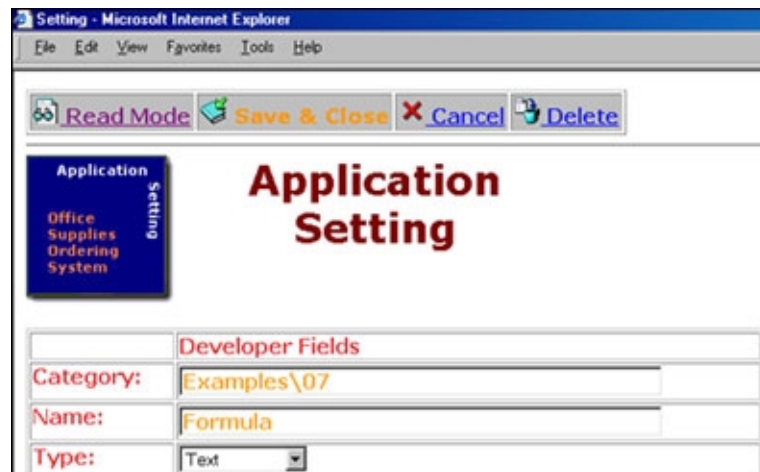 Setting - Microsoft Internet Explorer
File Edit View Favorites Tools Help
Read Mode Save & Close Cancel Delete
Application
Setting
Office
Supplies
Ordering
System
Application
Setting
Developer Fields
Category: Examples\07
Name: Formula
Type: Text